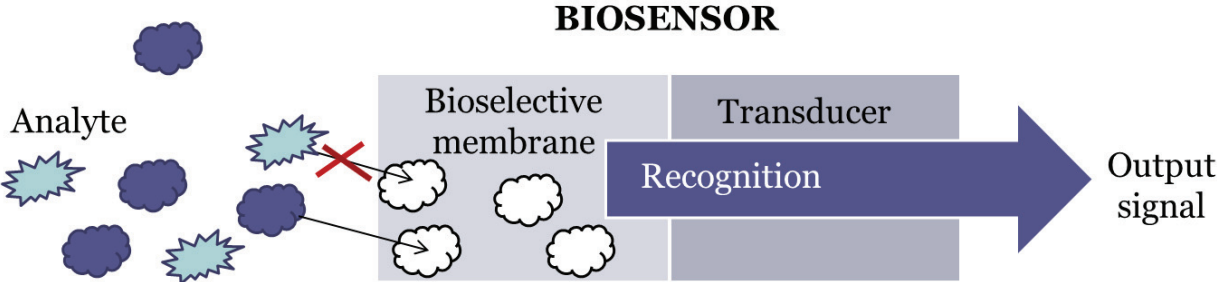 BIOSENSOR
Analyte
Bioselective
membrane
Transducer
Recognition
Output
signal